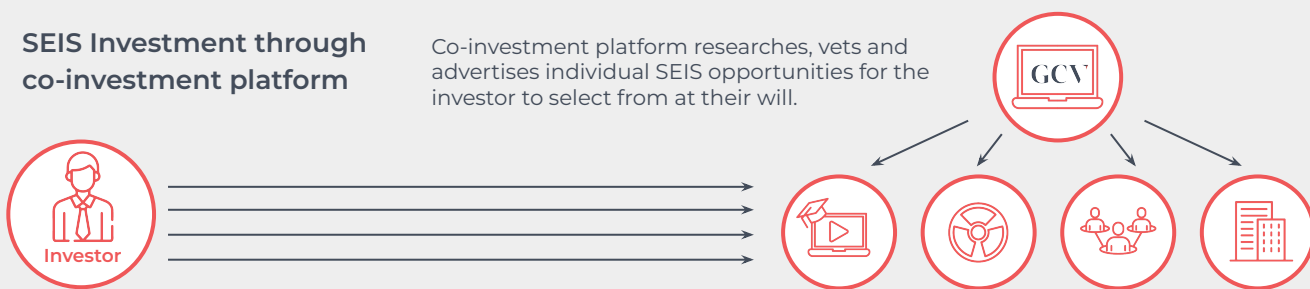 SEIS Investment through
co-investment platform
Co-investment platform researches, vets and
advertises individual SEIS opportunities for the
investor to select from at their will.
GCV
Investor